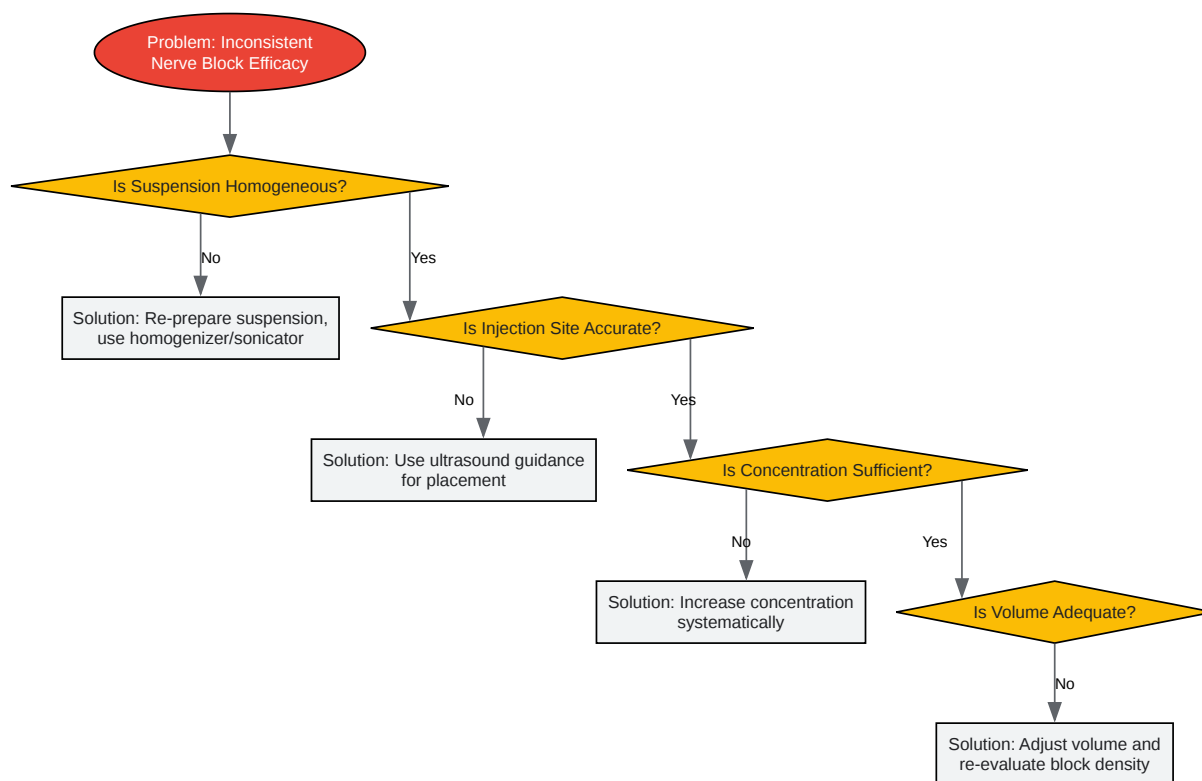 Problem: Inconsistent
Nerve Block Efficacy
Is Suspension Homogeneous?
No
Yes
Solution: Re-prepare suspension,
use homogenizer/sonicator
Is Injection Site Accurate?
No
Yes
Solution: Use ultrasound guidance
for placement
Is Concentration Sufficient?
No
Yes
Solution: Increase concentration
systematically
Is Volume Adequate?
No
Solution: Adjust volume and
re-evaluate block density